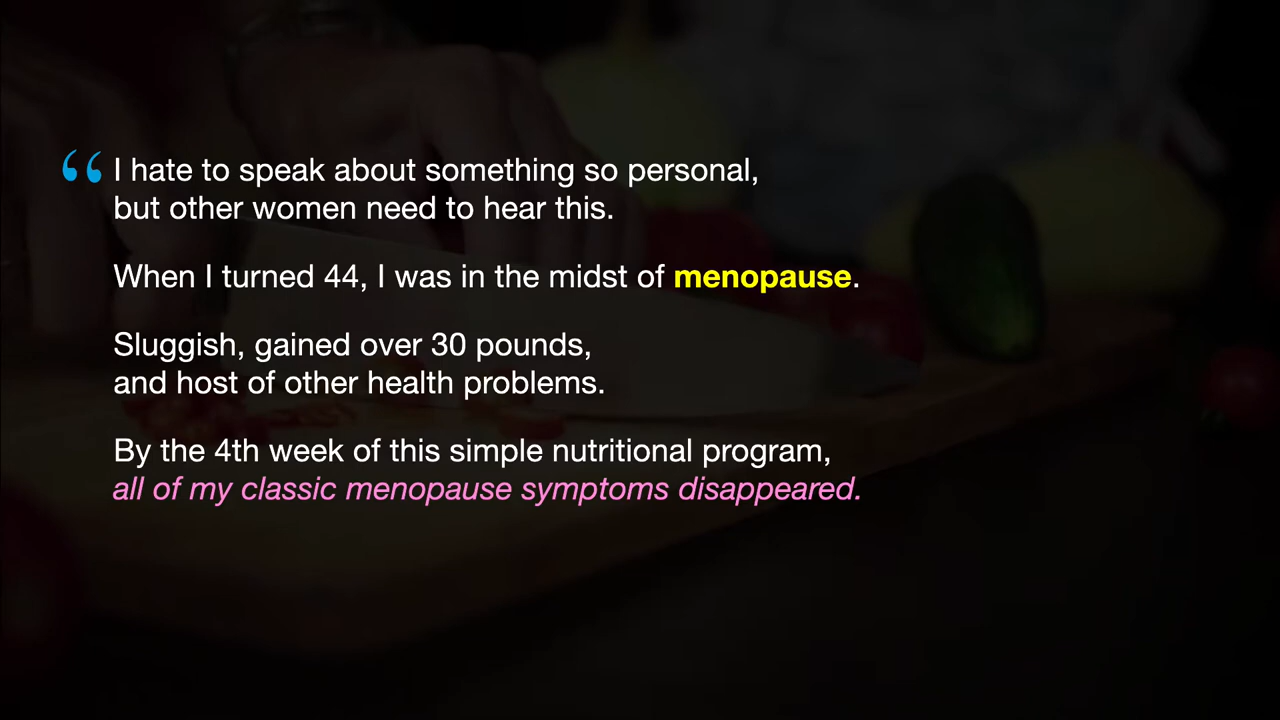 “ I hate to speak about something so personal,
but other women need to hear this.
When I turned 44, I was in the midst of menopause.
Sluggish, gained over 30 pounds,
and host of other health problems.
By the 4th week of this simple nutritional program,
all of my classic menopause symptoms disappeared.